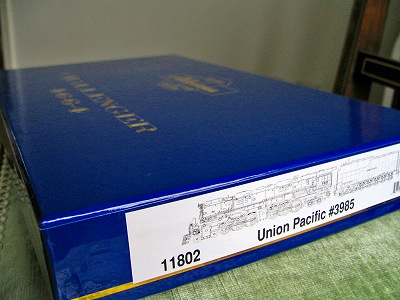 CHALLENGER
4-6-6-4
11802
Union Pacific #3985